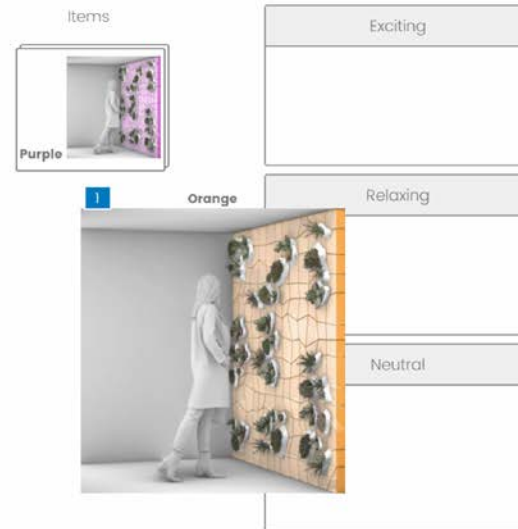 Items
Exciting
Purple
1
Orange
Relaxing
Neutral